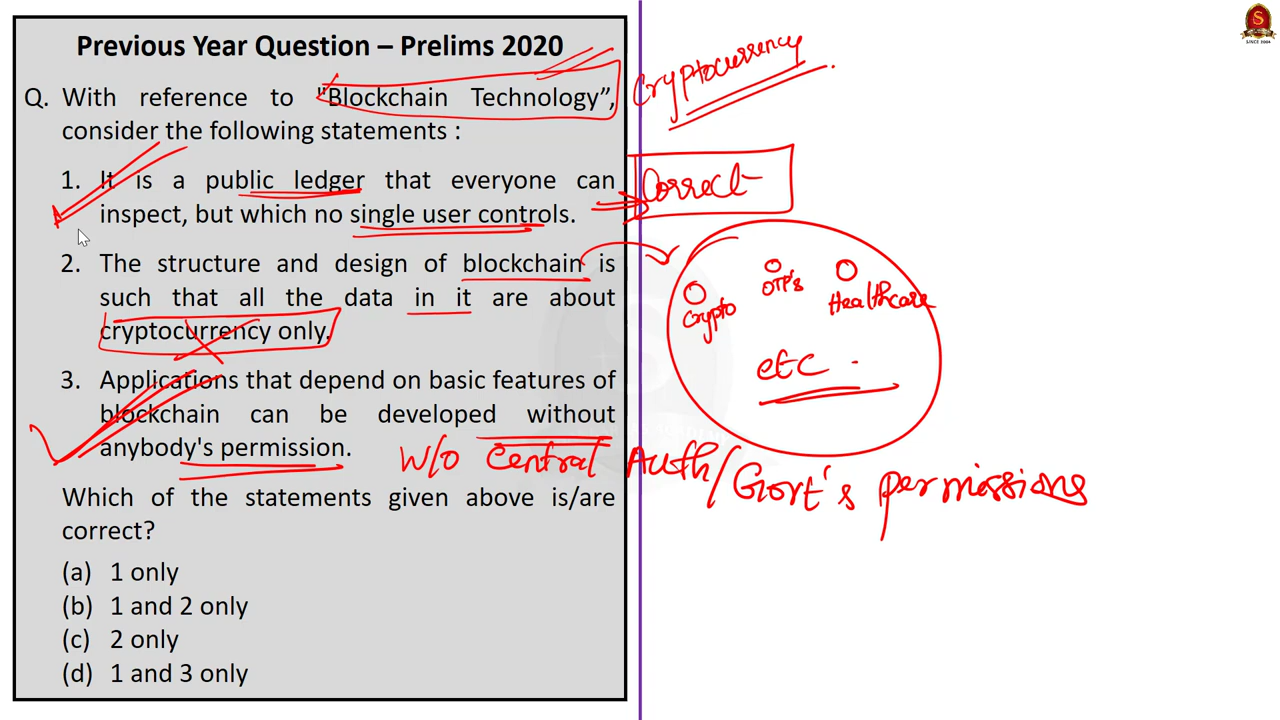 Previous Year Question – Prelims 2020
Q. With reference to "Blockchain Technology",
consider the following statements :
1. It is a public ledger that everyone can
inspect, but which no single user controls.
2. The structure and design of blockchain is
such that all the data in it are about
cryptocurrency only.
3. Applications that depend on basic features of
blockchain can be developed without
anybody's permission.
Which of the statements given above is/are
correct?
(a) 1 only
(b) 1 and 2 only
(c) 2 only
(d) 1 and 3 only
Cryptocurrency
Correct
Crypto
OTP's
Healthcare
etc
W/o Central Auth/Govt's permissions
S
SINCE 2004